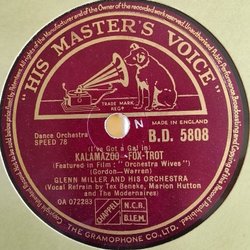 "HIS MASTER'S VOICE"
TRADE MARK
REGD
MADE IN ENGLAND
Dance Orchestra
SPEED 78
B.D. 5808
(I've Got a Gal in)
KALAMAZOO - FOX-TROT
(Featured in Film: "Orchestra Wives")
(Gordon-Warren)
GLENN MILLER AND HIS ORCHESTRA
(Vocal Refrain by Tex Beneke, Marion Hutton
and The Modernaires)
OA 072283
CHAPPELL
N.C.B.
B.I.E.M.
THE GRAMOPHONE CO. LTD.